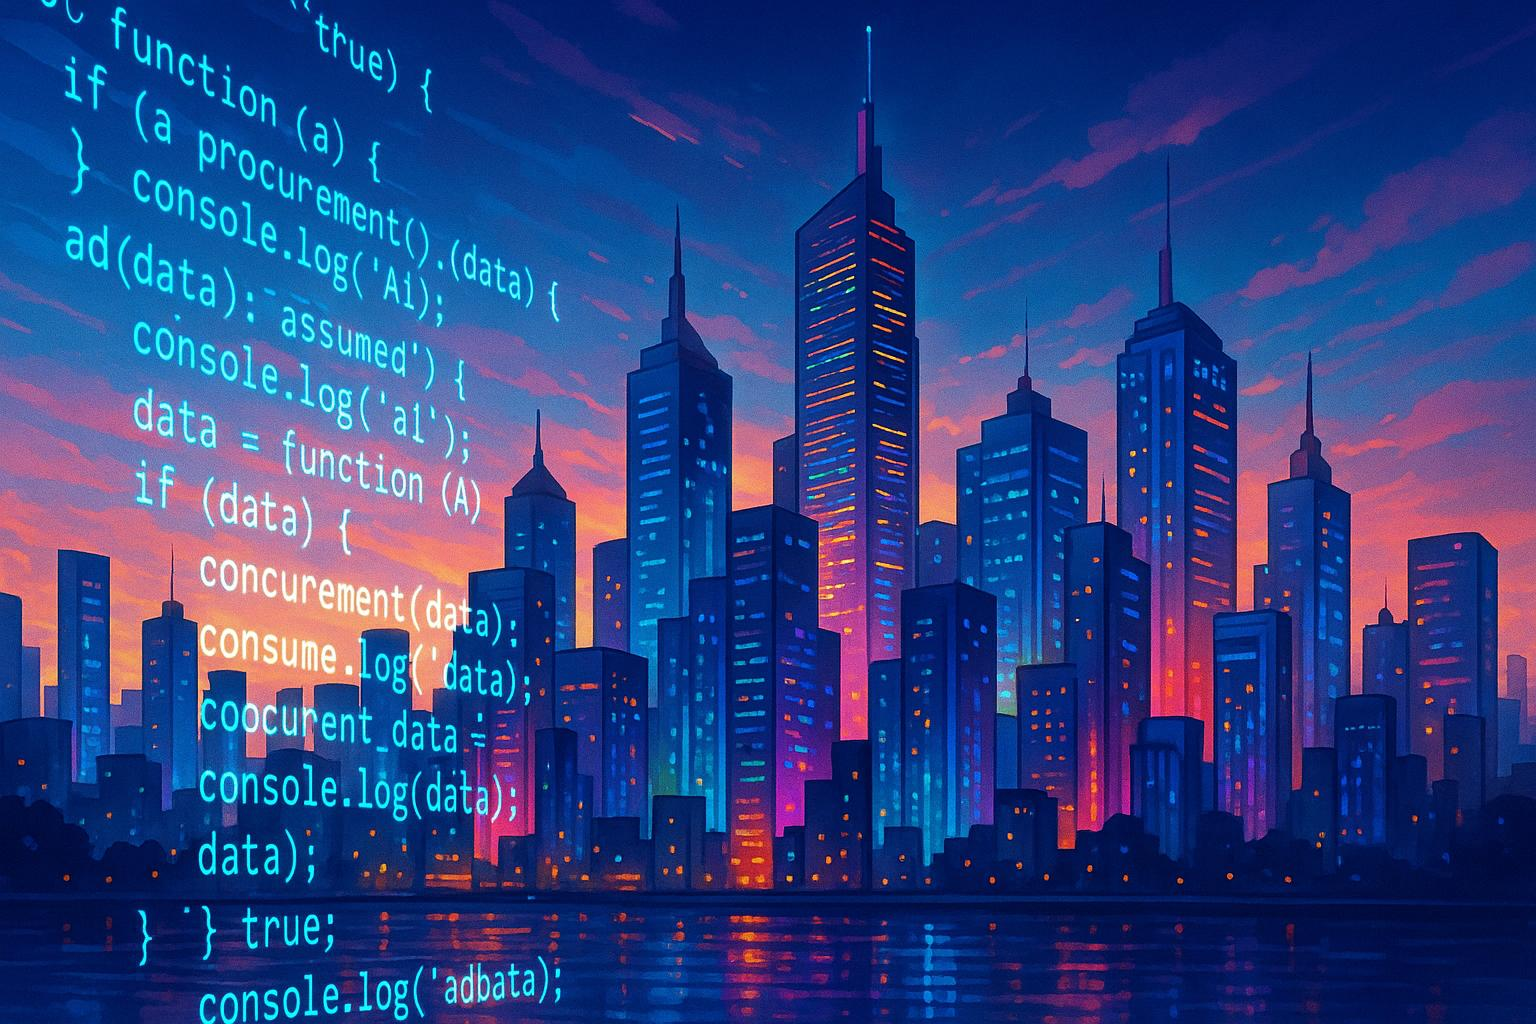 true) {
function (a) {
if (a procurement().(data) {
} console.log('Ai);
ad(data): assumed') {
console.log('a1');
data = function (A)
if (data) {
concurement(data);
consume.log('data);
coocurent_data =
console.log(data);
data);
} } true;
console.log('adbata);